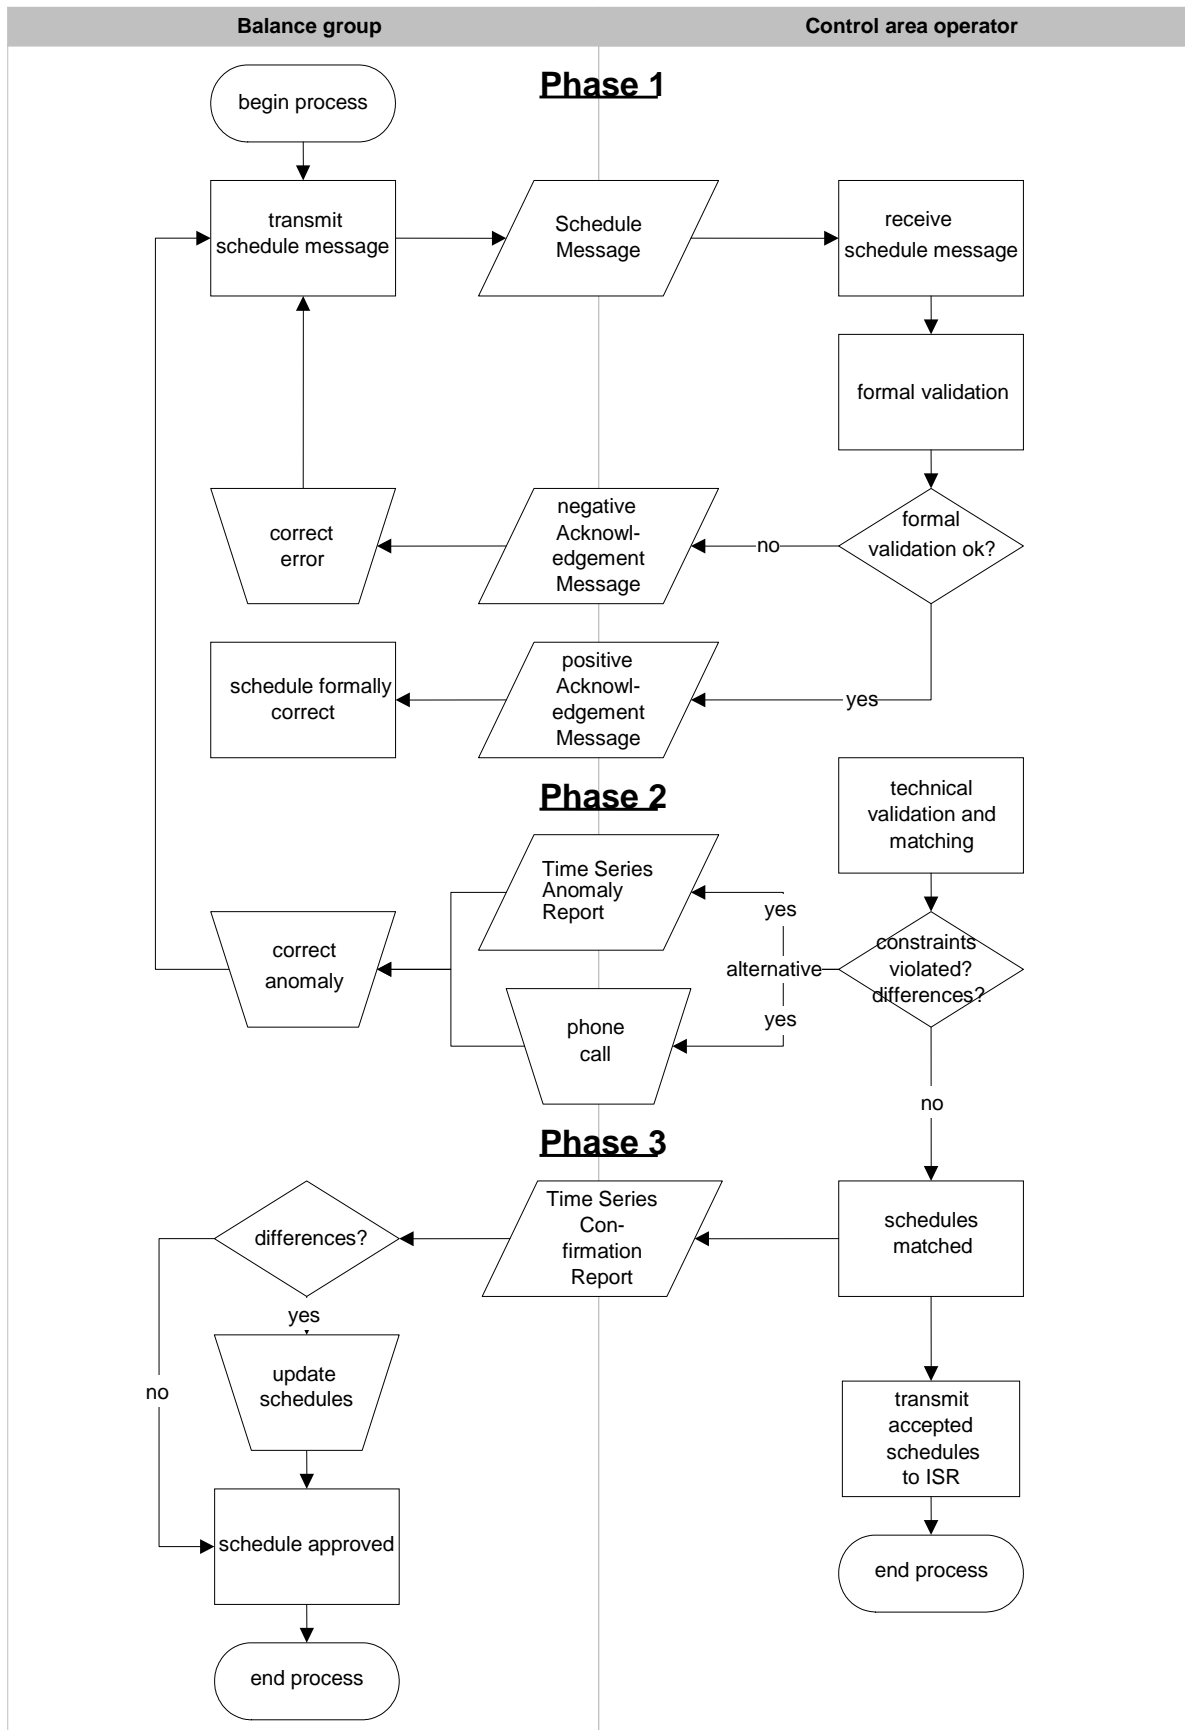 Balance group
Control area operator
Phase 1
begin process
transmit
schedule message
Schedule
Message
receive
schedule message
formal validation
formal
validation ok?
no
negative
Acknowl-
edgement
Message
correct
error
yes
positive
Acknowl-
edgement
Message
schedule formally
correct
Phase 2
technical
validation and
matching
Time Series
Anomaly
Report
yes
constraints
violated?
differences?
alternative
correct
anomaly
yes
phone
call
no
Phase 3
Time Series
Con-
firmation
Report
schedules
matched
differences?
yes
update
schedules
no
transmit
accepted
schedules
to ISR
schedule approved
end process
end process